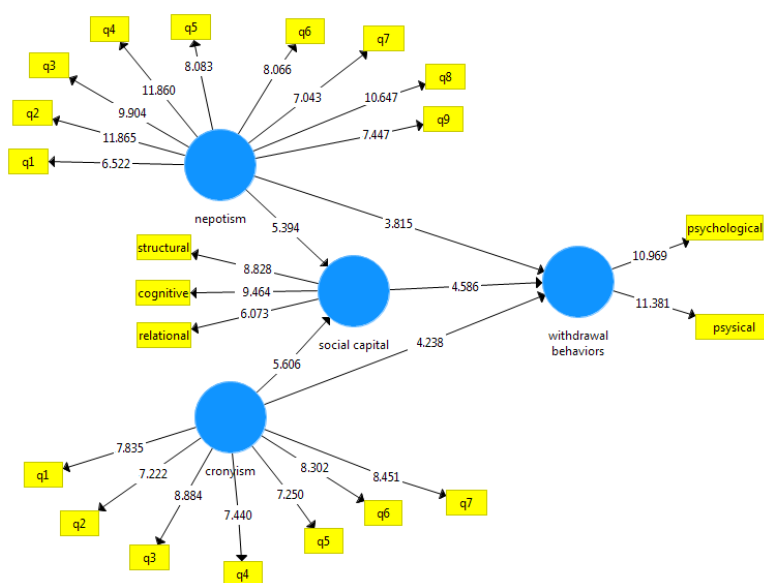 q4
q5
q6
q7
q3
q8
q2
q9
q1
8.083
8.066
11.860
7.043
9.904
10.647
11.865
7.447
6.522
nepotism
5.394
3.815
structural
8.828
cognitive
9.464
relational
6.073
social capital
4.586
psychological
10.969
11.381
psysical
withdrawal
behaviors
4.238
5.606
cronyism
7.835
7.222
8.884
7.440
7.250
8.302
8.451
q1
q2
q3
q4
q5
q6
q7